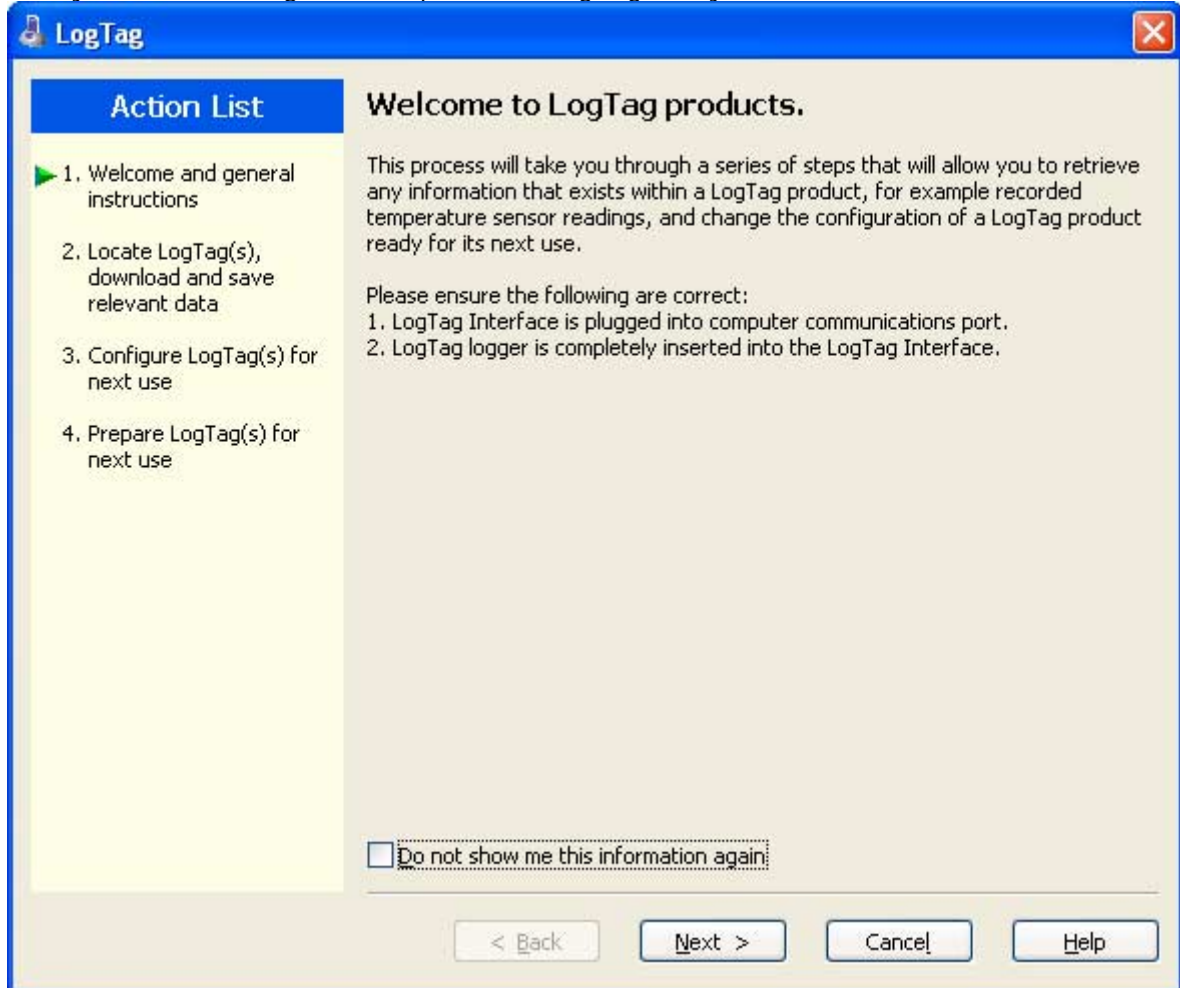 LogTag
Action List
1. Welcome and general
instructions
2. Locate LogTag(s),
download and save
relevant data
3. Configure LogTag(s) for
next use
4. Prepare LogTag(s) for
next use
Welcome to LogTag products.
This process will take you through a series of steps that will allow you to retrieve
any information that exists within a LogTag product, for example recorded
temperature sensor readings, and change the configuration of a LogTag product
ready for its next use.
Please ensure the following are correct:
1. LogTag Interface is plugged into computer communications port.
2. LogTag logger is completely inserted into the LogTag Interface.
Do not show me this information again
< Back
Next >
Cancel
Help